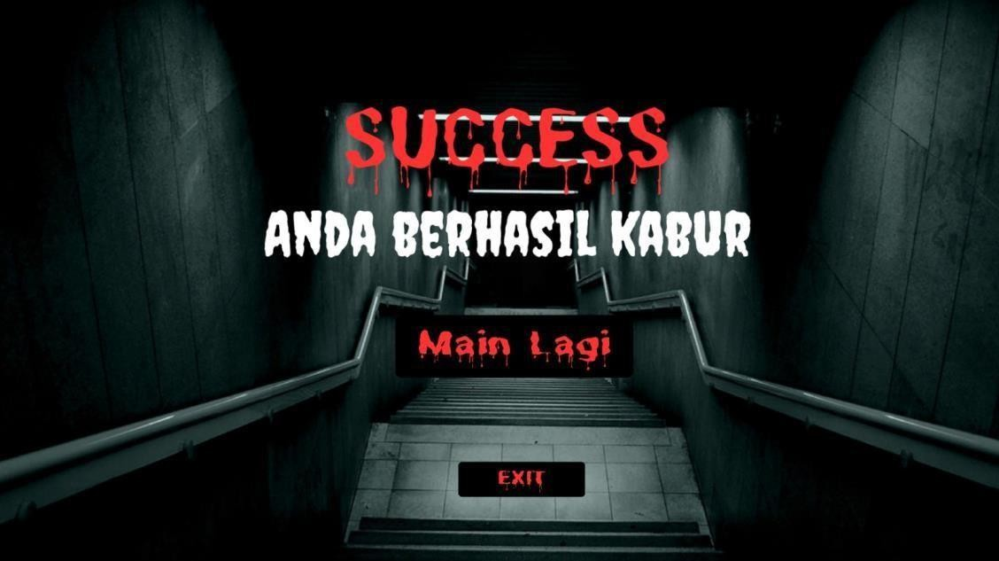 SUCCESS
ANDA BERHASIL KABUR
Main Lagi
EXIT